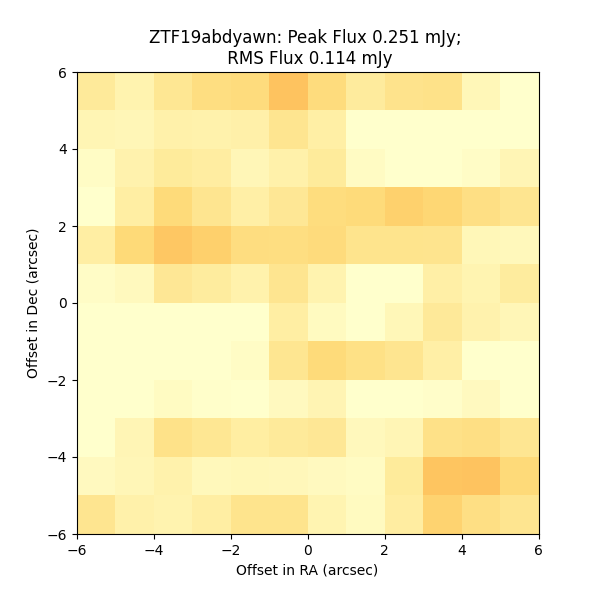 ZTF19abdyawn: Peak Flux 0.251 mJy;
RMS Flux 0.114 mJy
6
4
2
0
−2
−4
−6
Offset in Dec (arcsec)
−6 −4 −2 0 2 4 6
Offset in RA (arcsec)